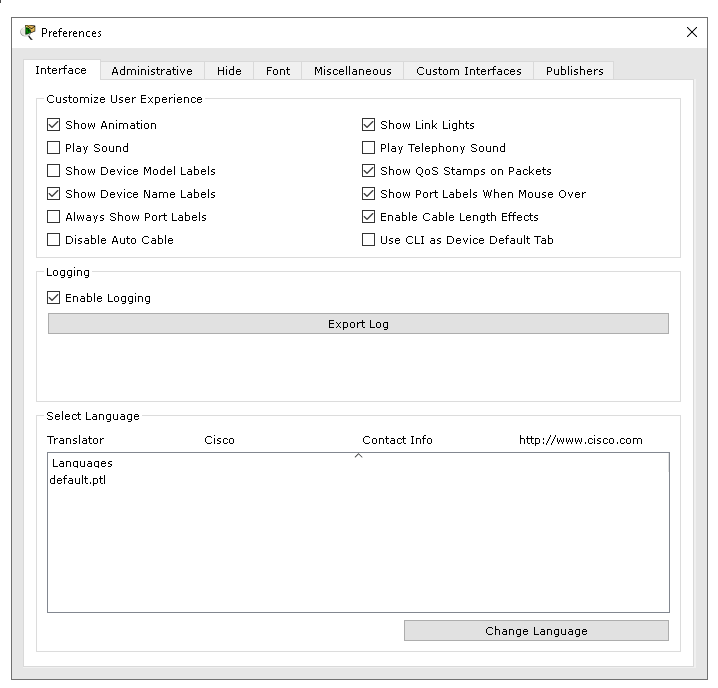 Preferences
Interface Administrative Hide Font Miscellaneous Custom Interfaces Publishers
Customize User Experience
Show Animation Show Link Lights
Play Sound Play Telephony Sound
Show Device Model Labels Show QoS Stamps on Packets
Show Device Name Labels Show Port Labels When Mouse Over
Always Show Port Labels Enable Cable Length Effects
Disable Auto Cable Use CLI as Device Default Tab
Logging
Enable Logging
Export Log
Select Language
Translator Cisco Contact Info http://www.cisco.com
Languages
default.ptl
Change Language